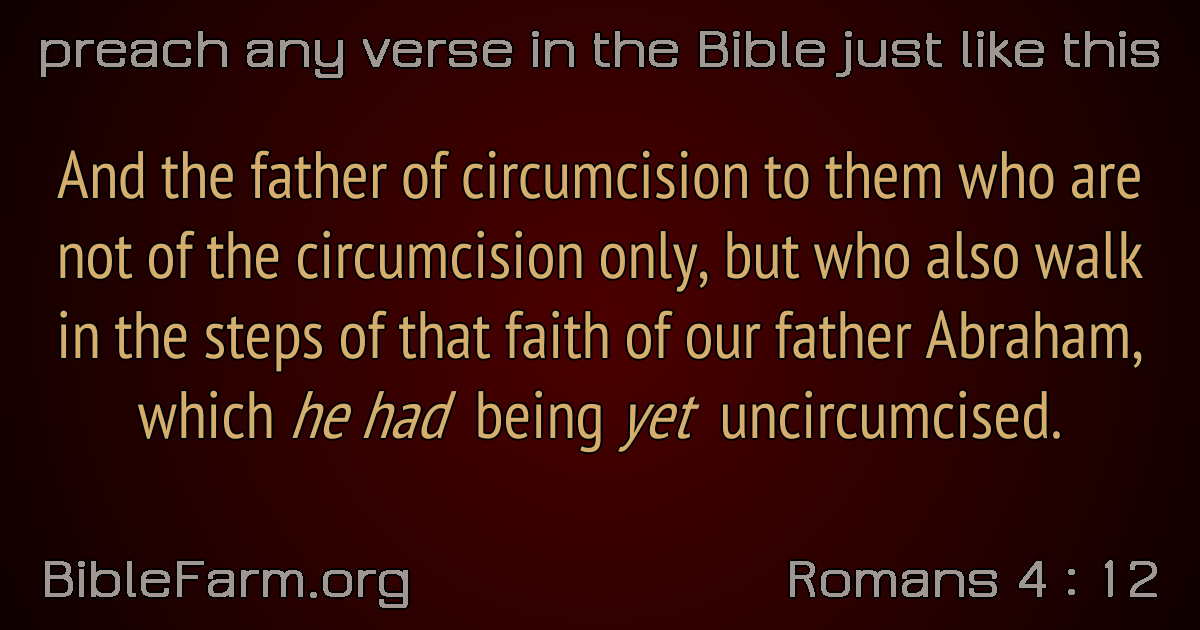 preach any verse in the Bible just like this
And the father of circumcision to them who are
not of the circumcision only, but who also walk
in the steps of that faith of our father Abraham,
which he had being yet uncircumcised.
BibleFarm.org
Romans 4 : 12